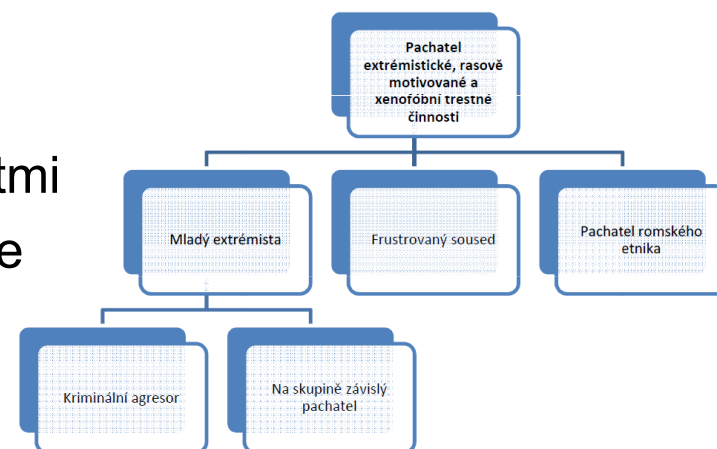 Pachatel
extrémistické, rasově
motivované a
xenofóbní trestné
činnosti
tmi
e
Mladý extrémista
Frustrovaný soused
Pachatel romského
etnika
Kriminální agresor
Na skupině závislý
pachatel